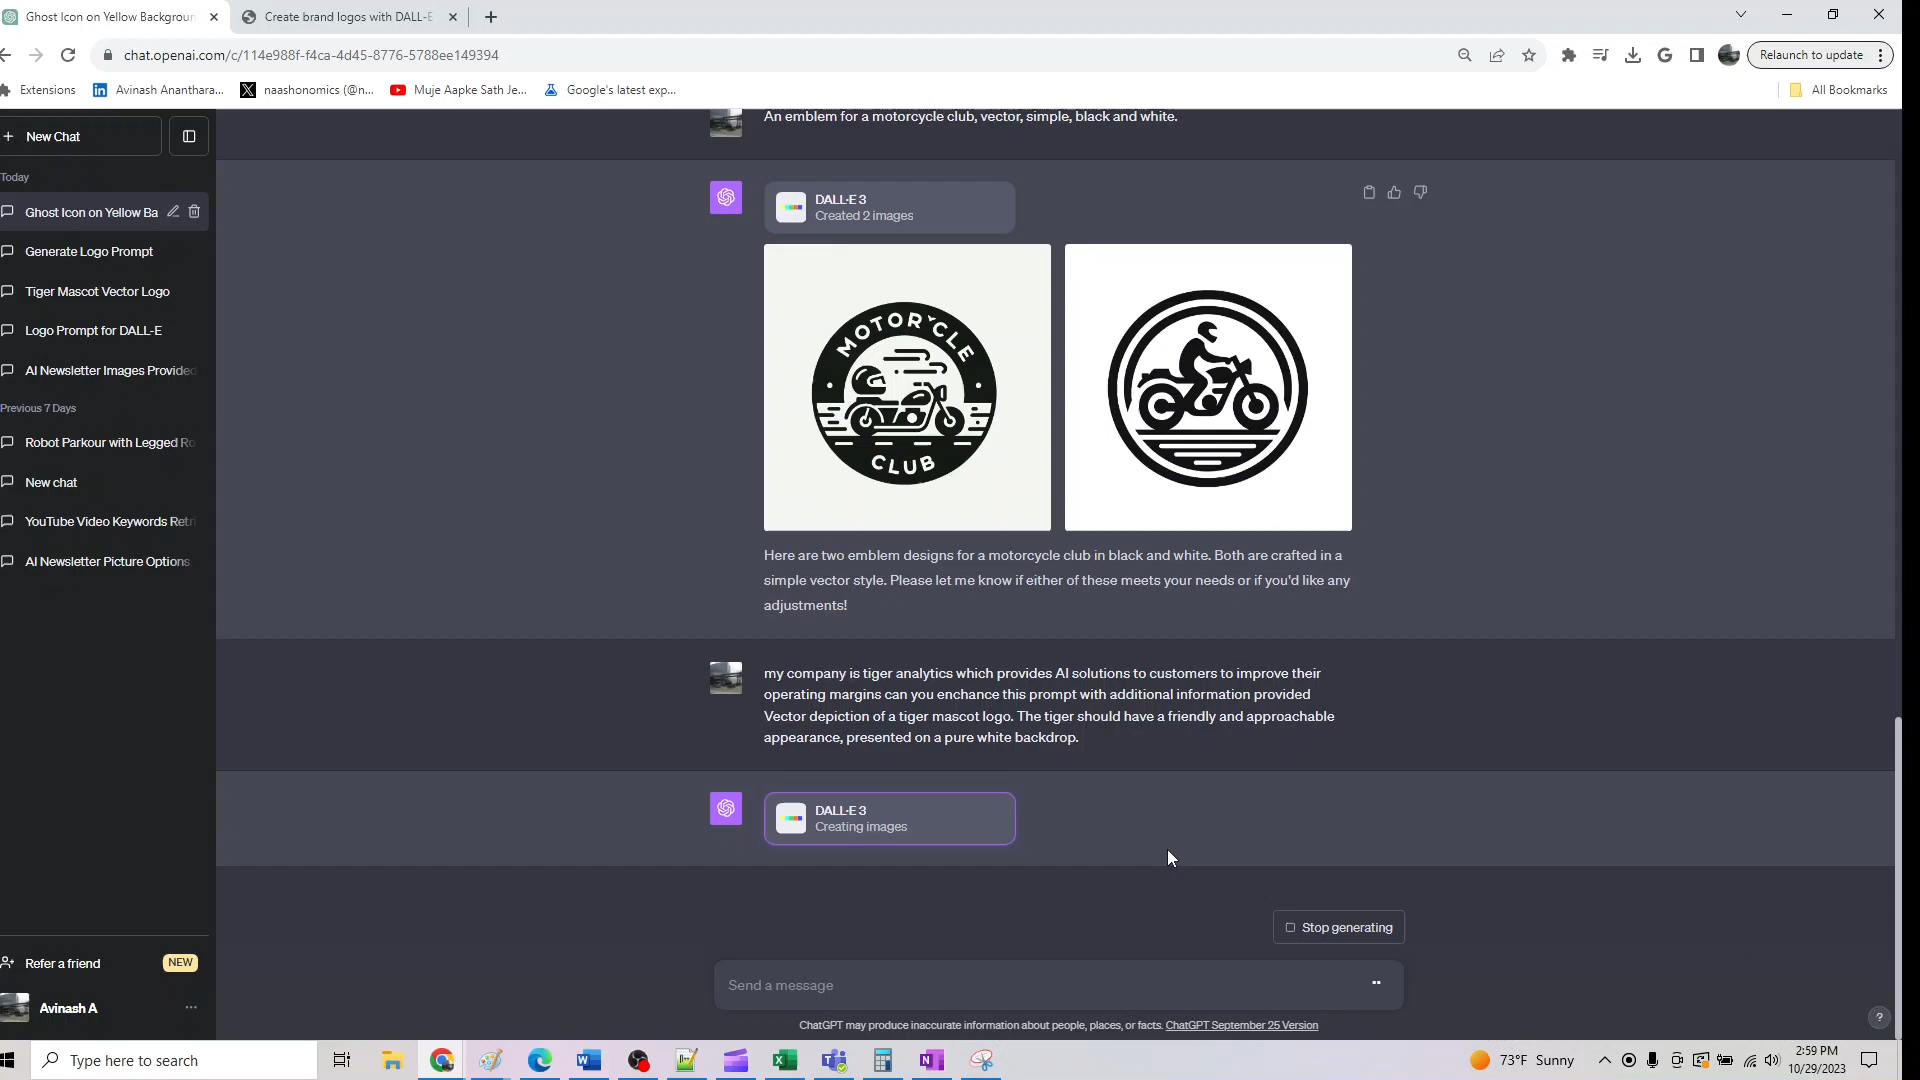 Ghost Icon on Yellow Backgroun
Create brand logos with DALL-E
chat.openai.com/c/114e988f-f4ca-4d45-8776-5788ee149394
Relaunch to update
Extensions
Avinash Ananthara...
naashonomics (@n...
Muje Aapke Sath Je...
Google's latest exp...
All Bookmarks
New Chat
Today
Ghost Icon on Yellow Ba
Generate Logo Prompt
Tiger Mascot Vector Logo
Logo Prompt for DALL-E
AI Newsletter Images Provided
Previous 7 Days
Robot Parkour with Legged Ro
New chat
YouTube Video Keywords Retri
AI Newsletter Picture Options
Refer a friend
NEW
Avinash A
An emblem for a motorcycle club, vector, simple, black and white.
DALL·E 3
Created 2 images
MOTOR'CLE
CLUB
Here are two emblem designs for a motorcycle club in black and white. Both are crafted in a
simple vector style. Please let me know if either of these meets your needs or if you'd like any
adjustments!
my company is tiger analytics which provides AI solutions to customers to improve their
operating margins can you enchance this prompt with additional information provided
Vector depiction of a tiger mascot logo. The tiger should have a friendly and approachable
appearance, presented on a pure white backdrop.
DALL·E 3
Creating images
Stop generating
Send a message
ChatGPT may produce inaccurate information about people, places, or facts. ChatGPT September 25 Version
?
Type here to search
73°F Sunny
2:59 PM
10/29/2023